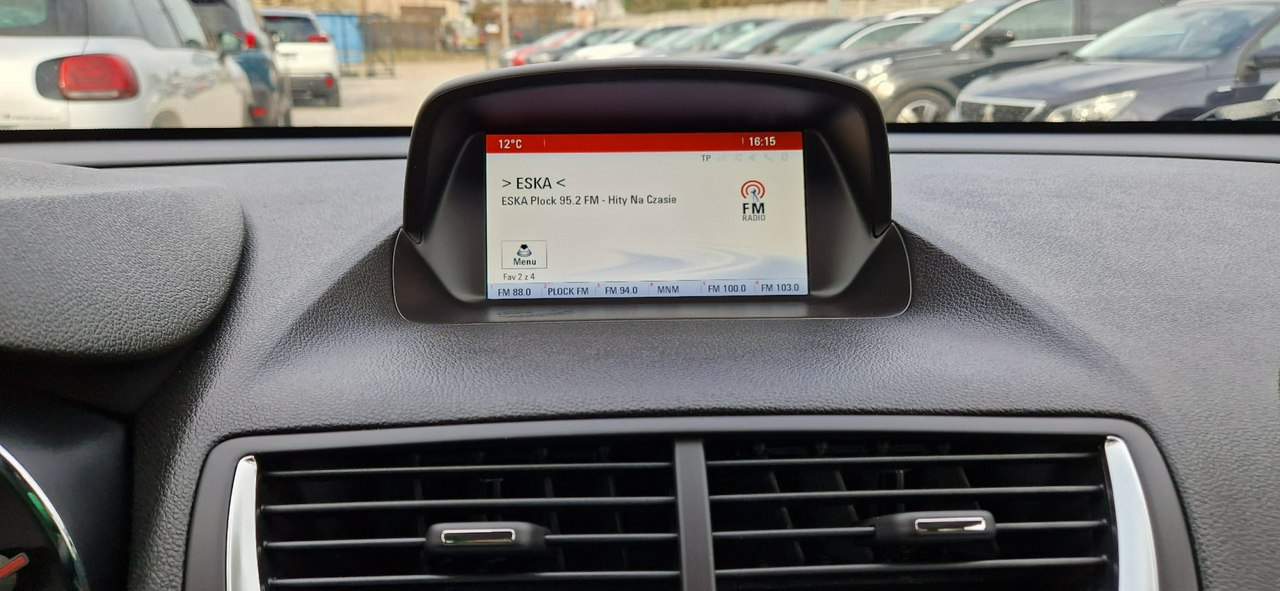 12°C 16:15
TP
> ESKA <
ESKA Plock 95.2 FM - Hity Na Czasie
FM
RADIO
Menu
Fav 2 z 4
FM 88.0 PLOCK FM FM 94.0 MNM FM 100.0 FM 103.0